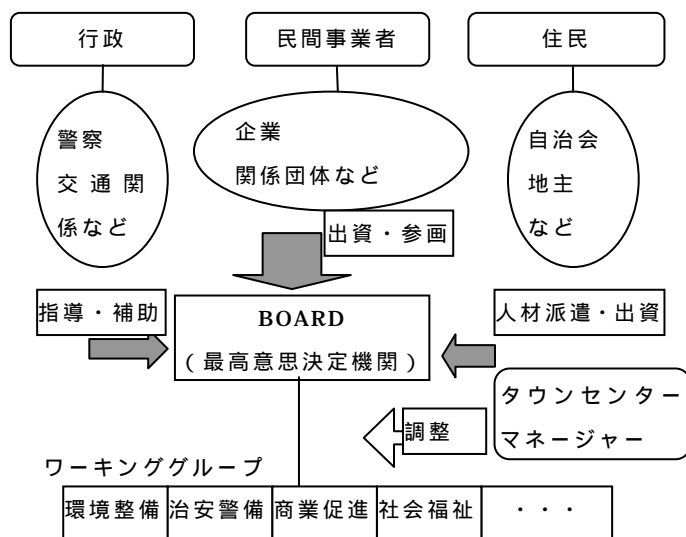 行政
民間事業者
住民
警察
交通関
係など
企業
関係団体など
自治会
地主
など
出資・参画
指導・補助
BOARD
(最高意思決定機関)
人材派遣・出資
タウンセンター
マネージャー
調整
ワーキンググループ
環境整備
治安警備
商業促進
社会福祉
・・・